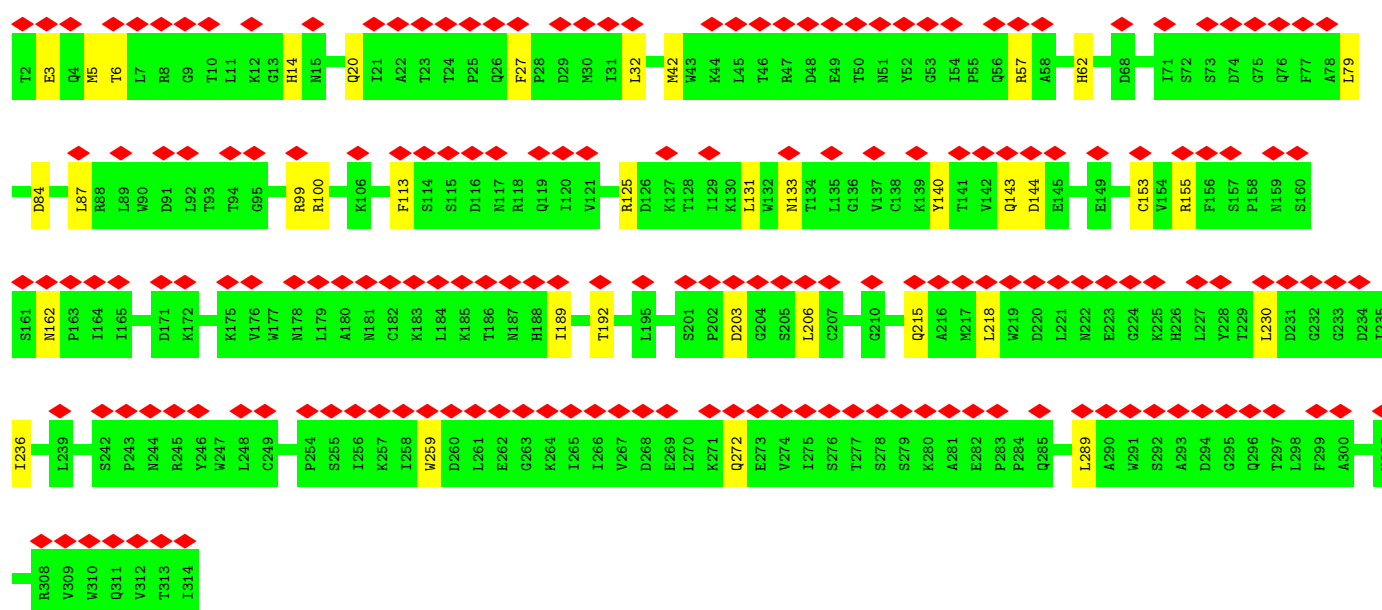 T2 E3 Q4 M5 T6 L7 R8 G9 T10 L11 K12 G13 H14 N15 Q20 I21 A22 T23 T24 P25 Q26 F27 P28 D29 M30 I31 L32 M42 W43 K44 L45 T46 R47 D48 E49 T50 N51 Y52 G53 I54 P55 Q56 R57 A58 H62 D68 I71 S72 S73 D74 G75 Q76 F77 A78 L79
D84 L87 R88 L89 W90 D91 L92 T93 T94 G95 R99 R100 K106 F113 S114 S115 D116 N117 R118 Q119 I120 V121 R125 D126 K127 T128 I129 K130 L131 W132 N133 T134 L135 G136 V137 C138 K139 Y140 T141 V142 Q143 D144 E145 E149 C153 V154 R155 F156 S157 P158 N159 S160
S161 N162 P163 I164 I165 D171 K172 K175 V176 W177 N178 L179 A180 N181 C182 K183 L184 K185 T186 N187 H188 I189 T192 L195 S201 P202 D203 G204 S205 L206 C207 G210 Q215 A216 M217 L218 W219 D220 L221 N222 E223 G224 K225 H226 L227 Y228 T229 L230 D231 G232 G233 D234 I235
I236 L239 S242 P243 N244 R245 Y246 W247 L248 C249 P254 S255 I256 K257 I258 W259 D260 L261 E262 G263 K264 I265 I266 V267 D268 E269 L270 K271 Q272 E273 V274 I275 S276 T277 S278 S279 K280 A281 E282 P283 P284 Q285 L289 A290 W291 S292 A293 D294 G295 Q296 T297 L298 F299 A300
R308 V309 W310 Q311 V312 T313 I314